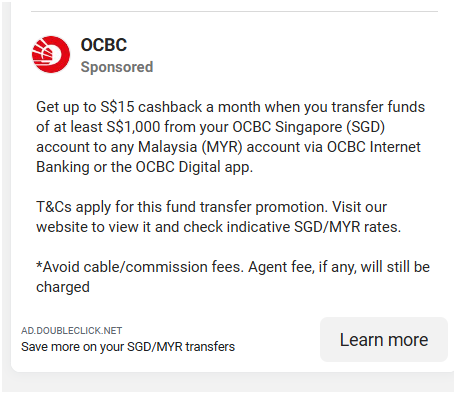 OCBC
Sponsored
Get up to S$15 cashback a month when you transfer funds
of at least S$1,000 from your OCBC Singapore (SGD)
account to any Malaysia (MYR) account via OCBC Internet
Banking or the OCBC Digital app.
T&Cs apply for this fund transfer promotion. Visit our
website to view it and check indicative SGD/MYR rates.
*Avoid cable/commission fees. Agent fee, if any, will still be
charged
AD.DOUBLECLICK.NET
Save more on your SGD/MYR transfers
Learn more